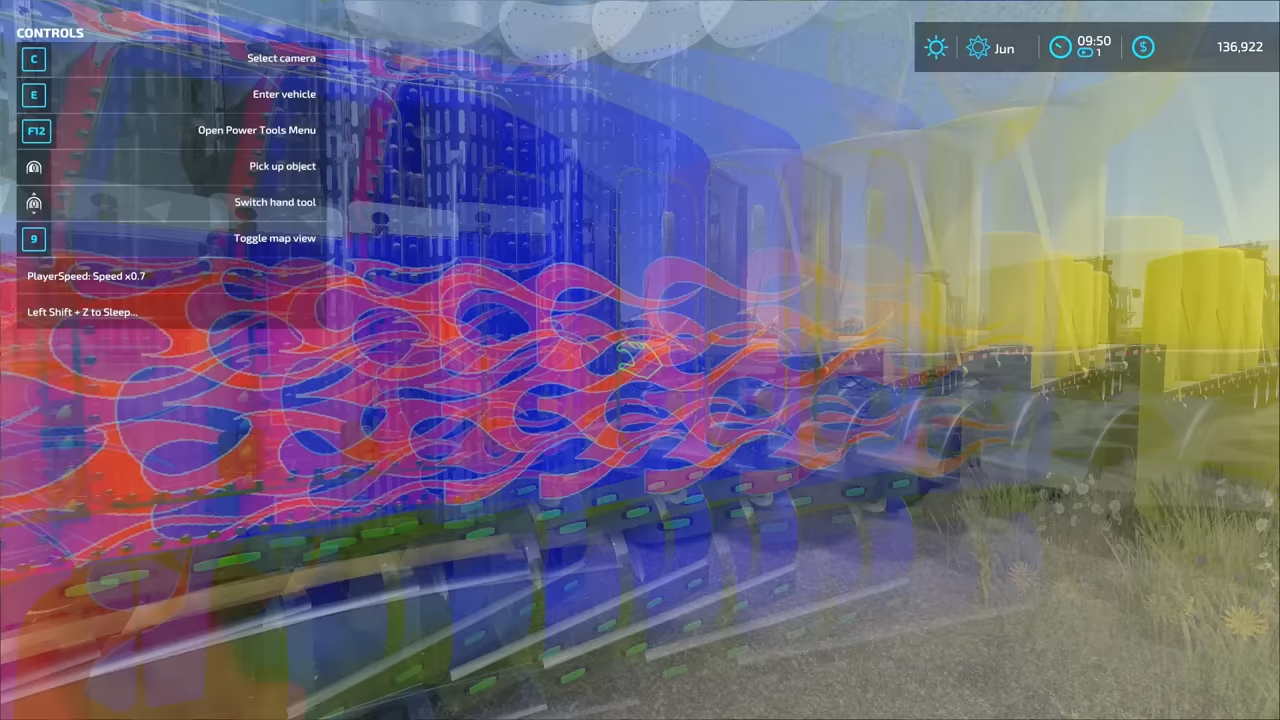 CONTROLS
C Select camera
E Enter vehicle
F12 Open Power Tools Menu
Pick up object
Switch hand tool
9 Toggle map view
PlayerSpeed: Speed x0.7
Left Shift + Z to Sleep...
Jun
09:50
1
$
136,922